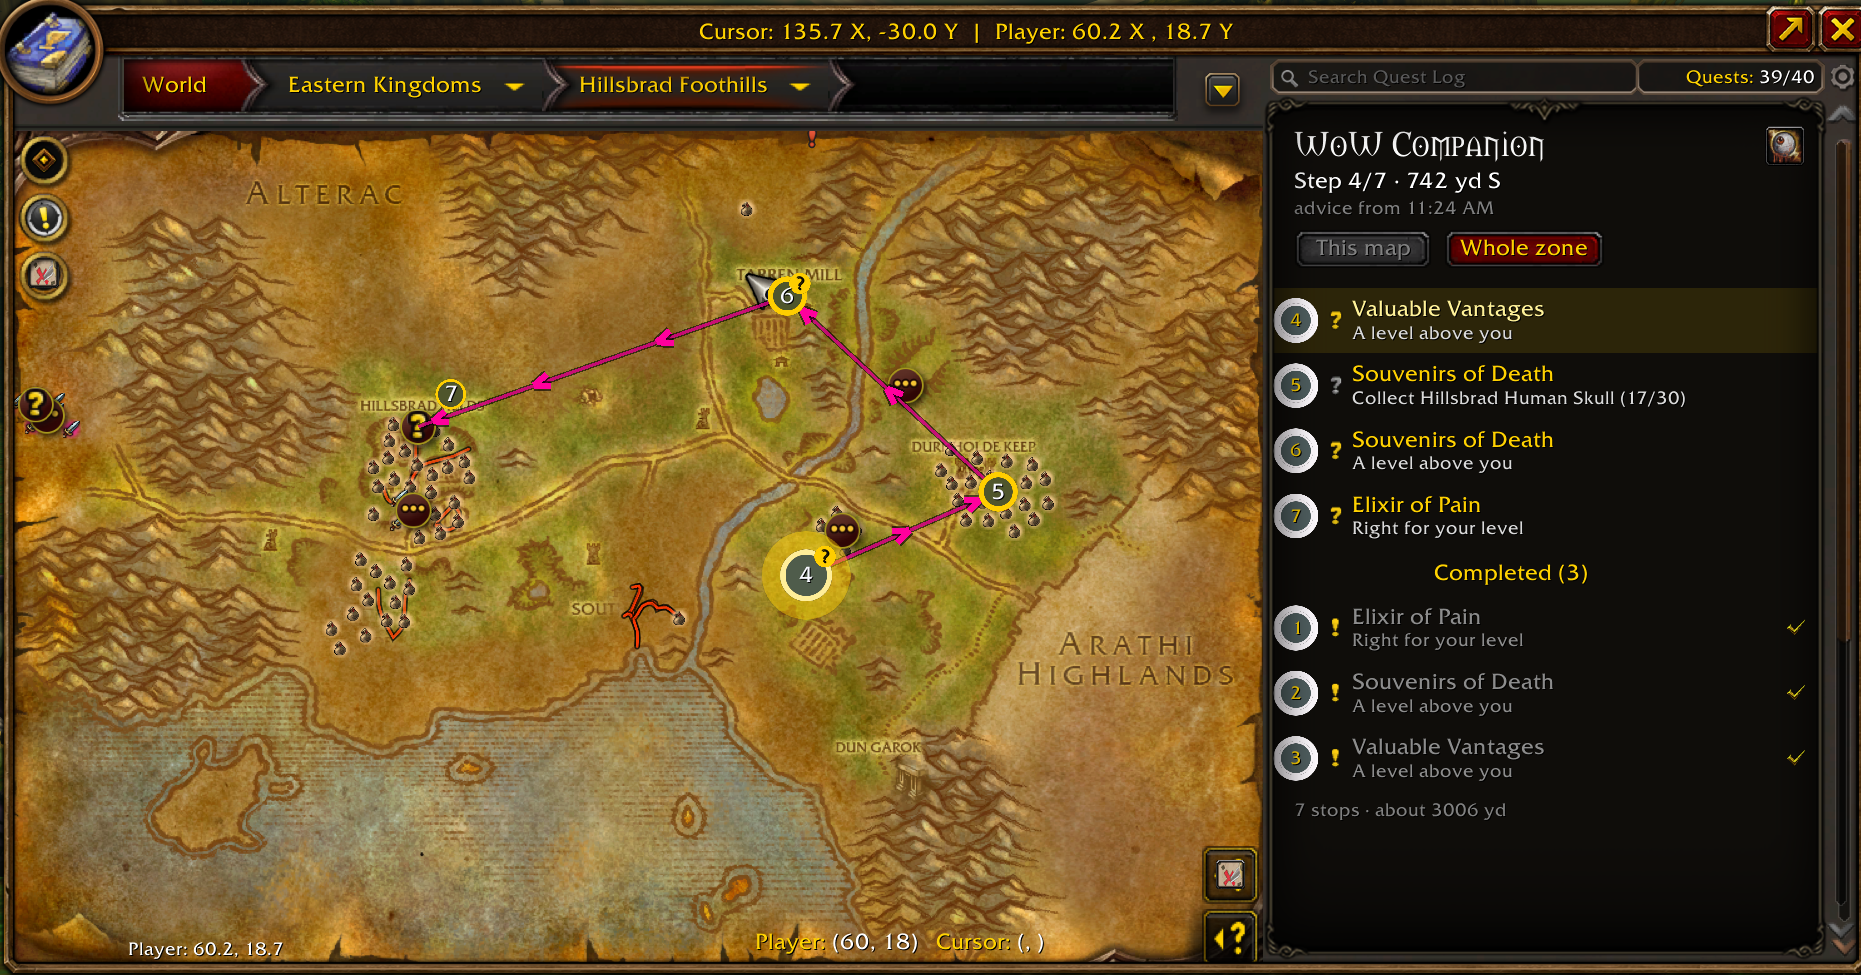 Cursor: 135.7 X, -30.0 Y | Player: 60.2 X , 18.7 Y
World
Eastern Kingdoms
Hillsbrad Foothills
Search Quest Log
Quests: 39/40
WoW Companion
Step 4/7 · 742 yd S
advice from 11:24 AM
This map
Whole zone
4 ? Valuable Vantages
A level above you
5 ? Souvenirs of Death
Collect Hillsbrad Human Skull (17/30)
6 ? Souvenirs of Death
A level above you
7 ? Elixir of Pain
Right for your level
Completed (3)
1 ! Elixir of Pain
Right for your level
2 ! Souvenirs of Death
A level above you
3 ! Valuable Vantages
A level above you
7 stops · about 3006 yd
ALTERAC
6 ?
7
HILLSBRAD
?
?
5
4 ?
SOUT
ARATHI
HIGHLANDS
DUN GAROK
Player: 60.2, 18.7
Player: (60, 18) Cursor: (, )
?